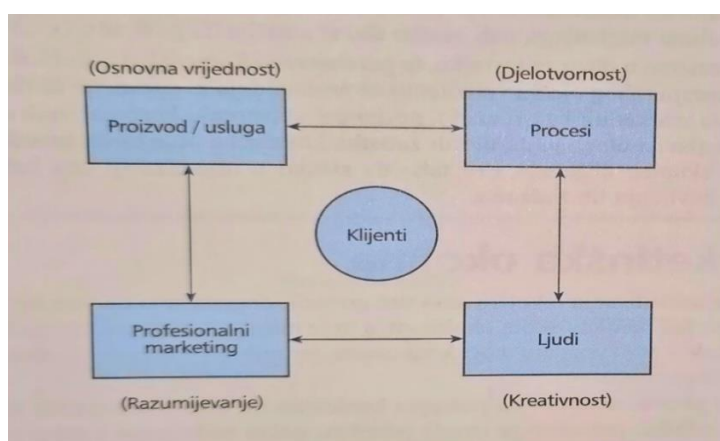 (Osnovna vrijednost)
(Djelotvornost)
Proizvod / usluga
Procesi
Klijenti
Profesionalni
marketing
Ljudi
(Razumijevanje)
(Kreativnost)